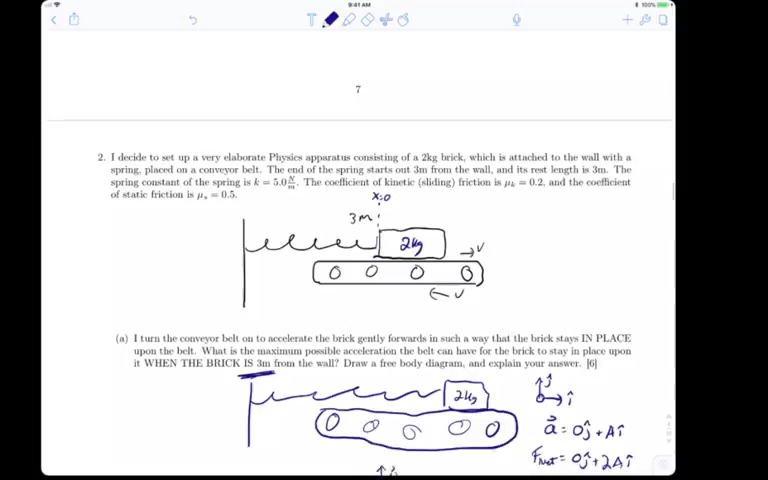 9:41 AM
100%
7
2. I decide to set up a very elaborate Physics apparatus consisting of a 2kg brick, which is attached to the wall with a
spring, placed on a conveyor belt. The end of the spring starts out 3m from the wall, and its rest length is 3m. The
spring constant of the spring is k = 5.0 N/m. The coefficient of kinetic (sliding) friction is μk = 0.2, and the coefficient
of static friction is μs = 0.5.
x=0
3m
2kg
→v
←v
(a) I turn the conveyor belt on to accelerate the brick gently forwards in such a way that the brick stays IN PLACE
upon the belt. What is the maximum possible acceleration the belt can have for the brick to stay in place upon
it WHEN THE BRICK IS 3m from the wall? Draw a free body diagram, and explain your answer. [6]
ĵ
2kg
î
a⃗ = 0ĵ + Aî
Fnet = 0ĵ + 2Aî